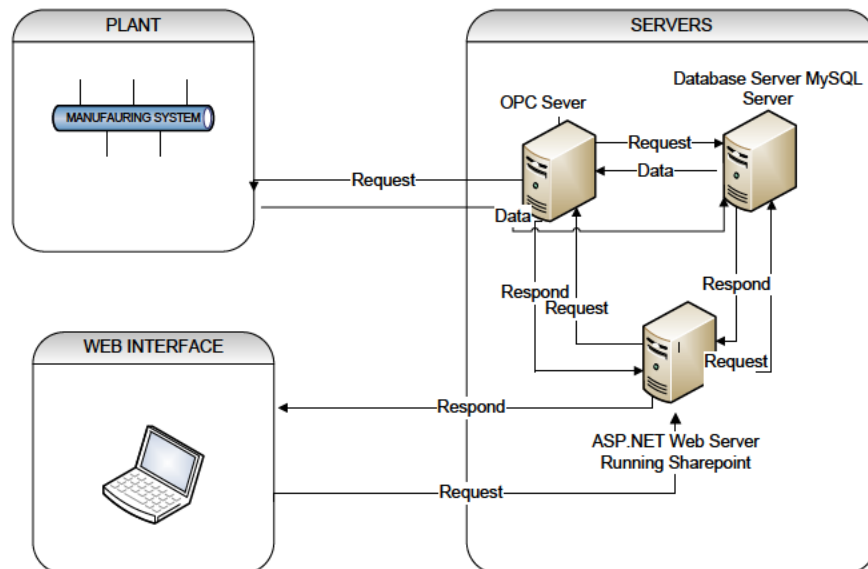 PLANT
MANUFAURING SYSTEM
SERVERS
OPC Sever
Database Server MySQL
Server
Request
Data
Request
Data
Respond
Request
Respond
Request
WEB INTERFACE
Respond
ASP.NET Web Server
Running Sharepoint
Request